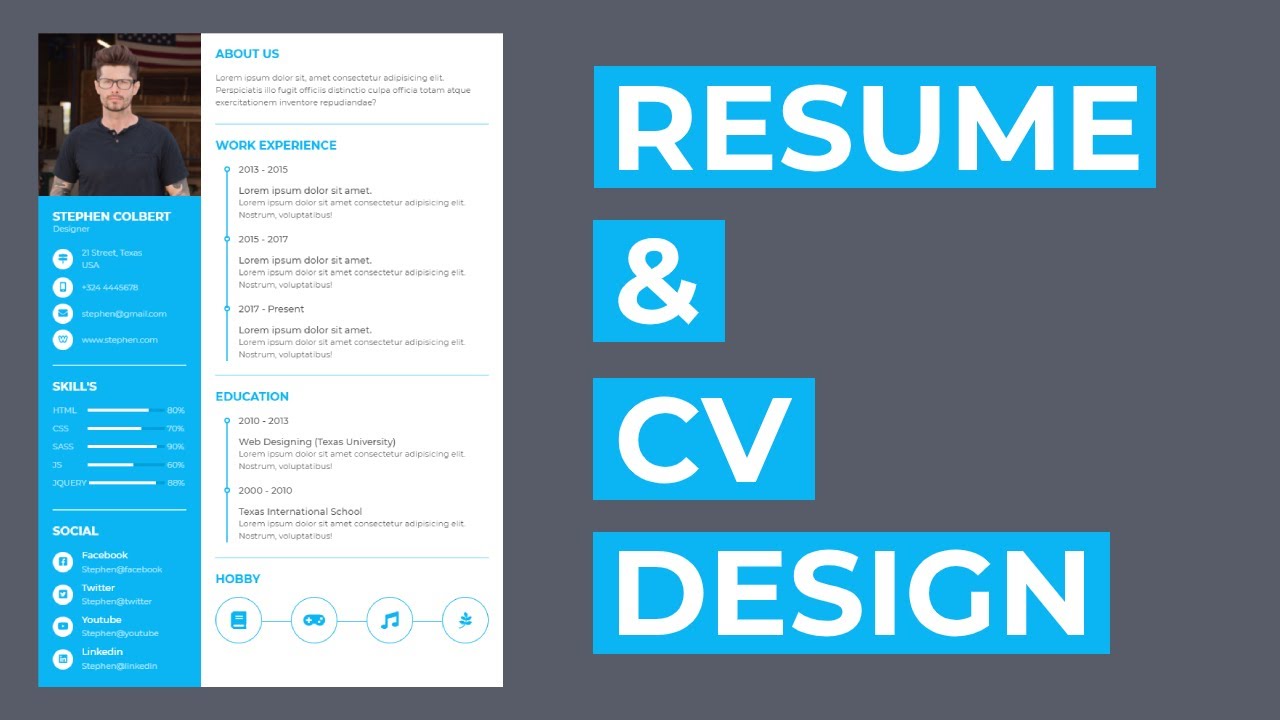 STEPHEN COLBERT
Designer
21 Street, Texas
USA
+324 4445678
stephen@gmail.com
www.stephen.com
SKILL'S
HTML 80%
CSS 70%
SASS 90%
JS 60%
JQUERY 88%
SOCIAL
Facebook
Stephen@facebook
Twitter
Stephen@twitter
Youtube
Stephen@youtube
Linkedin
Stephen@linkedin
ABOUT US
Lorem ipsum dolor sit, amet consectetur adipisicing elit.
Perspiciatis illo fugit officiis distinctio culpa officia totam atque
exercitationem inventore repudiandae?
WORK EXPERIENCE
2013 - 2015
Lorem ipsum dolor sit amet.
Lorem ipsum dolor sit amet consectetur adipisicing elit.
Nostrum, voluptatibus!
2015 - 2017
Lorem ipsum dolor sit amet.
Lorem ipsum dolor sit amet consectetur adipisicing elit.
Nostrum, voluptatibus!
2017 - Present
Lorem ipsum dolor sit amet.
Lorem ipsum dolor sit amet consectetur adipisicing elit.
Nostrum, voluptatibus!
EDUCATION
2010 - 2013
Web Designing (Texas University)
Lorem ipsum dolor sit amet consectetur adipisicing elit.
Nostrum, voluptatibus!
2000 - 2010
Texas International School
Lorem ipsum dolor sit amet consectetur adipisicing elit.
Nostrum, voluptatibus!
HOBBY
RESUME
&
CV
DESIGN